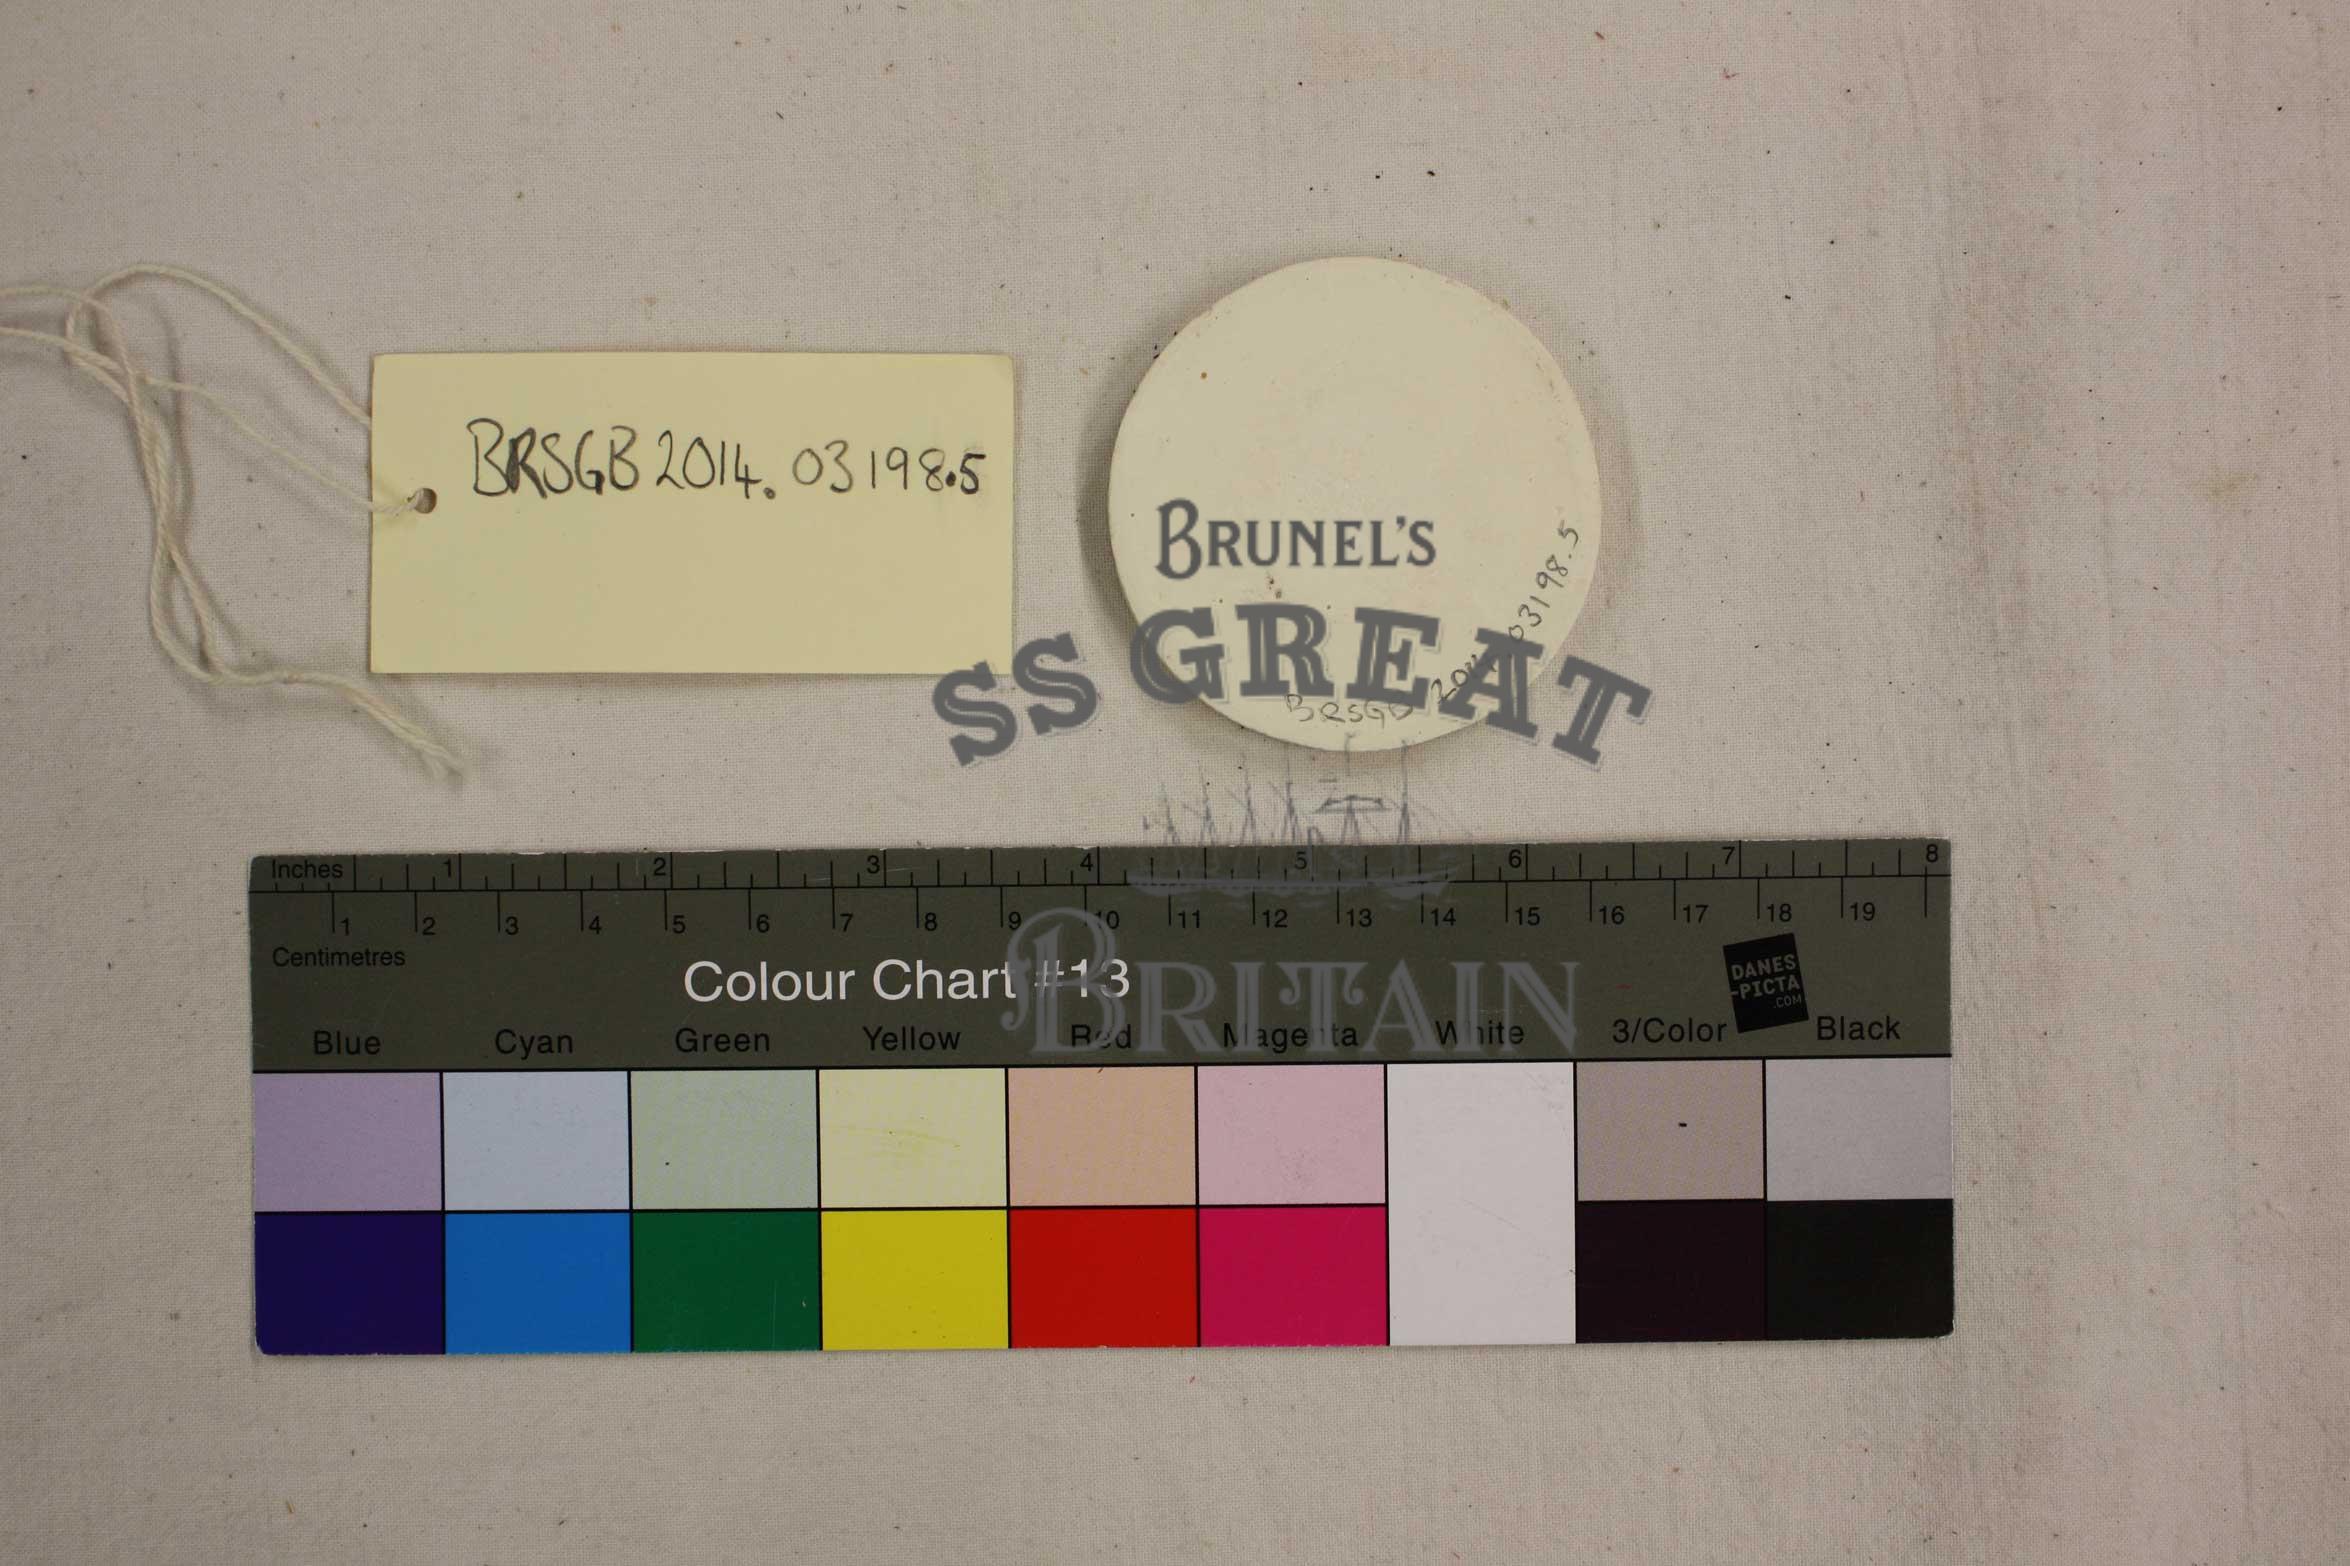 BRSGB 2014. 03198.5
BRUNEL'S
SS GREAT
BRITAIN
BRSGB 2014. 03198.5
Inches 1 2 3 4 5 6 7 8
1 2 3 4 5 6 7 8 9 10 11 12 13 14 15 16 17 18 19
Centimetres
Colour Chart #13
DANES
-PICTA
.COM
Blue Cyan Green Yellow Red Magenta White 3/Color Black